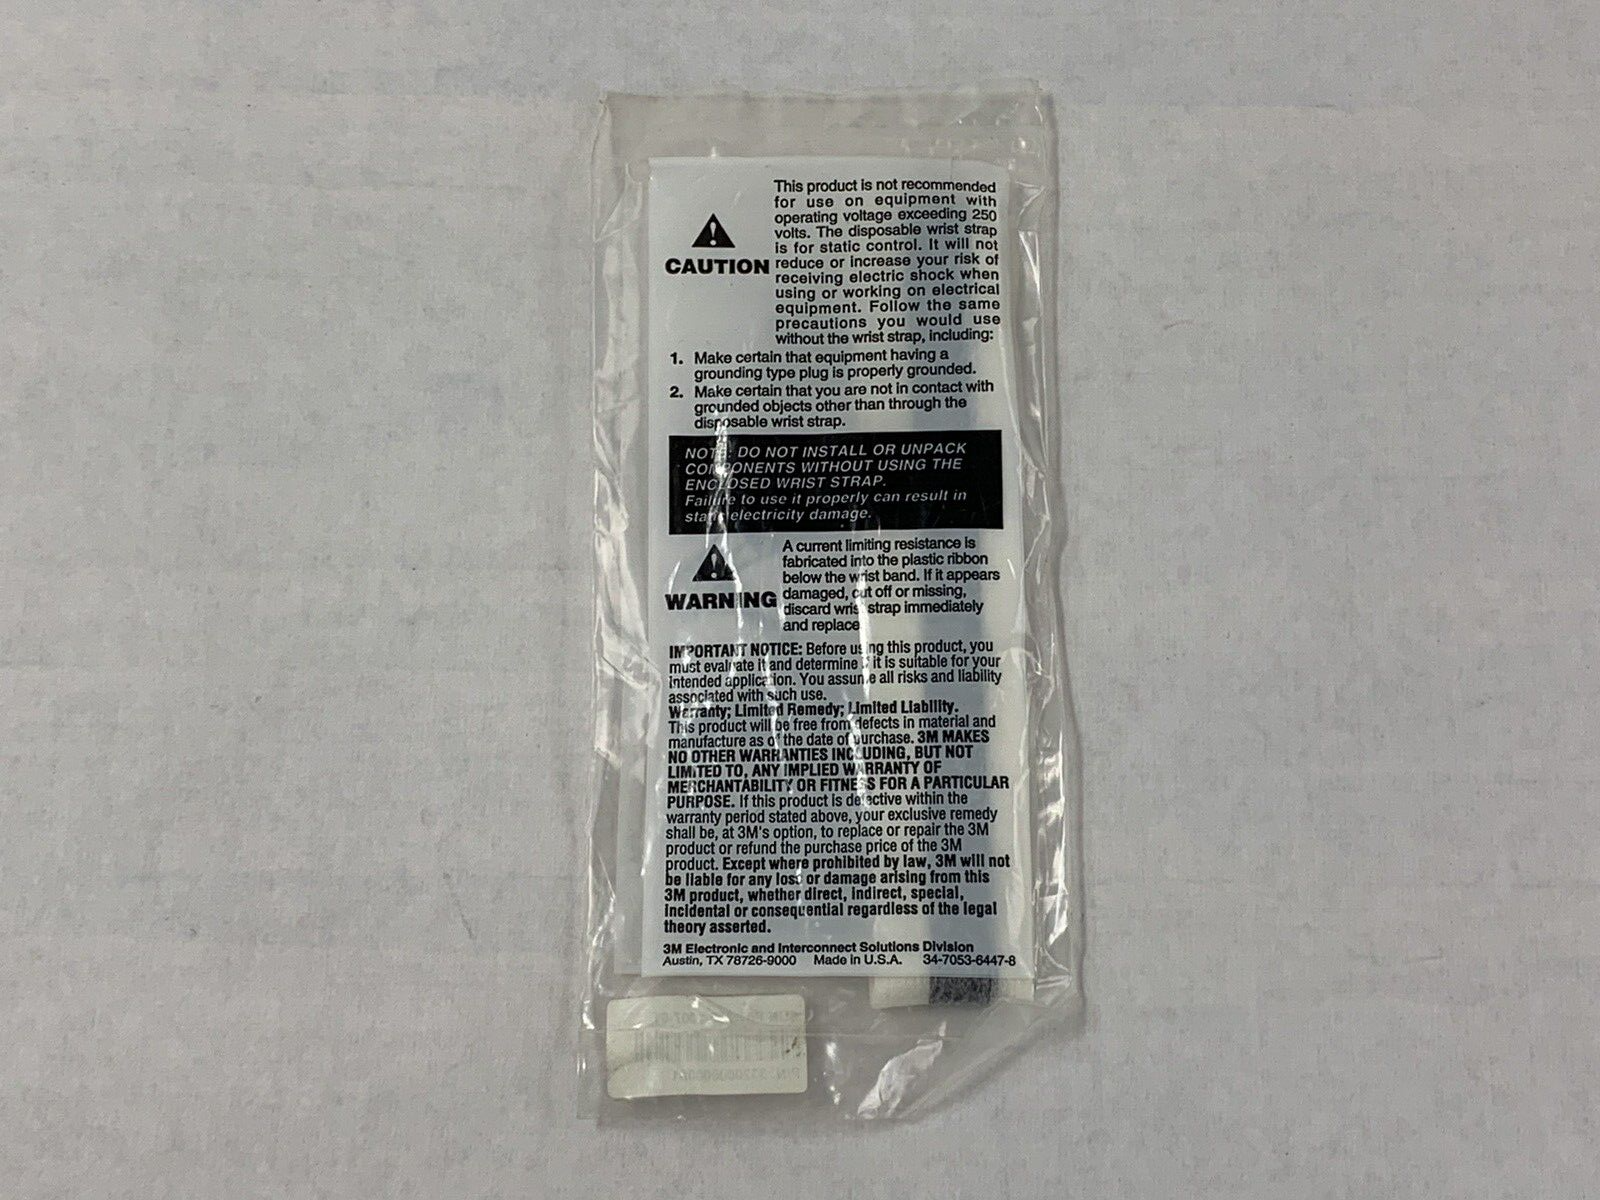 This product is not recommended
for use on equipment with
operating voltage exceeding 250
volts. The disposable wrist strap
is for static control. It will not
reduce or increase your risk of
receiving electric shock when
using or working on electrical
equipment. Follow the same
precautions you would use
without the wrist strap, including:
CAUTION
1. Make certain that equipment having a
grounding type plug is properly grounded.
2. Make certain that you are not in contact with
grounded objects other than through the
disposable wrist strap.
NOTE: DO NOT INSTALL OR UNPACK
COMPONENTS WITHOUT USING THE
ENCLOSED WRIST STRAP.
Failure to use it properly can result in
static electricity damage.
WARNING
A current limiting resistance is
fabricated into the plastic ribbon
below the wrist band. If it appears
damaged, cut off or missing,
discard wrist strap immediately
and replace
IMPORTANT NOTICE: Before using this product, you
must evaluate it and determine if it is suitable for your
intended application. You assume all risks and liability
associated with such use.
Warranty; Limited Remedy; Limited Liability.
This product will be free from defects in material and
manufacture as of the date of purchase. 3M MAKES
NO OTHER WARRANTIES INCLUDING, BUT NOT
LIMITED TO, ANY IMPLIED WARRANTY OF
MERCHANTABILITY OR FITNESS FOR A PARTICULAR
PURPOSE. If this product is defective within the
warranty period stated above, your exclusive remedy
shall be, at 3M's option, to replace or repair the 3M
product or refund the purchase price of the 3M
product. Except where prohibited by law, 3M will not
be liable for any loss or damage arising from this
3M product, whether direct, indirect, special,
incidental or consequential regardless of the legal
theory asserted.
3M Electronic and Interconnect Solutions Division
Austin, TX 78726-9000 Made in U.S.A. 34-7053-6447-8